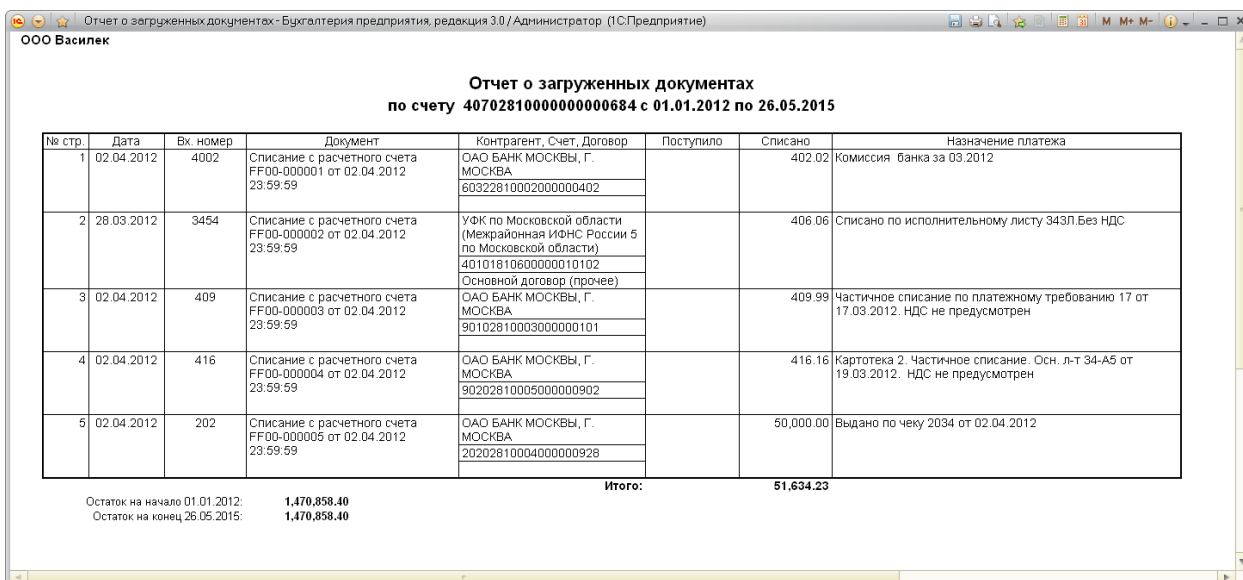 Отчет о загруженных документах - Бухгалтерия предприятия, редакция 3.0 / Администратор (1С:Предприятие)
M M+ M-
ООО Василек
Отчет о загруженных документах
по счету 40702810000000000684 с 01.01.2012 по 26.05.2015
№ стр. Дата Вх. номер Документ Контрагент, Счет, Договор Поступило Списано Назначение платежа
1 02.04.2012 4002 Списание с расчетного счета ОАО БАНК МОСКВЫ, Г. 402.02 Комиссия банка за 03.2012
FF00-000001 от 02.04.2012 МОСКВА
23:59:59 60322810002000000402
2 28.03.2012 3454 Списание с расчетного счета УФК по Московской области 406.06 Списано по исполнительному листу 343Л.Без НДС
FF00-000002 от 02.04.2012 (Межрайонная ИФНС России 5
23:59:59 по Московской области)
40101810600000010102
Основной договор (прочее)
3 02.04.2012 409 Списание с расчетного счета ОАО БАНК МОСКВЫ, Г. 409.99 Частичное списание по платежному требованию 17 от
FF00-000003 от 02.04.2012 МОСКВА 17.03.2012. НДС не предусмотрен
23:59:59 90102810003000000101
4 02.04.2012 416 Списание с расчетного счета ОАО БАНК МОСКВЫ, Г. 416.16 Картотека 2. Частичное списание. Осн. л-т 34-А5 от
FF00-000004 от 02.04.2012 МОСКВА 19.03.2012. НДС не предусмотрен
23:59:59 90202810005000000902
5 02.04.2012 202 Списание с расчетного счета ОАО БАНК МОСКВЫ, Г. 50,000.00 Выдано по чеку 2034 от 02.04.2012
FF00-000005 от 02.04.2012 МОСКВА
23:59:59 20202810004000000928
Итого: 51,634.23
Остаток на начало 01.01.2012: 1,470,858.40
Остаток на конец 26.05.2015: 1,470,858.40